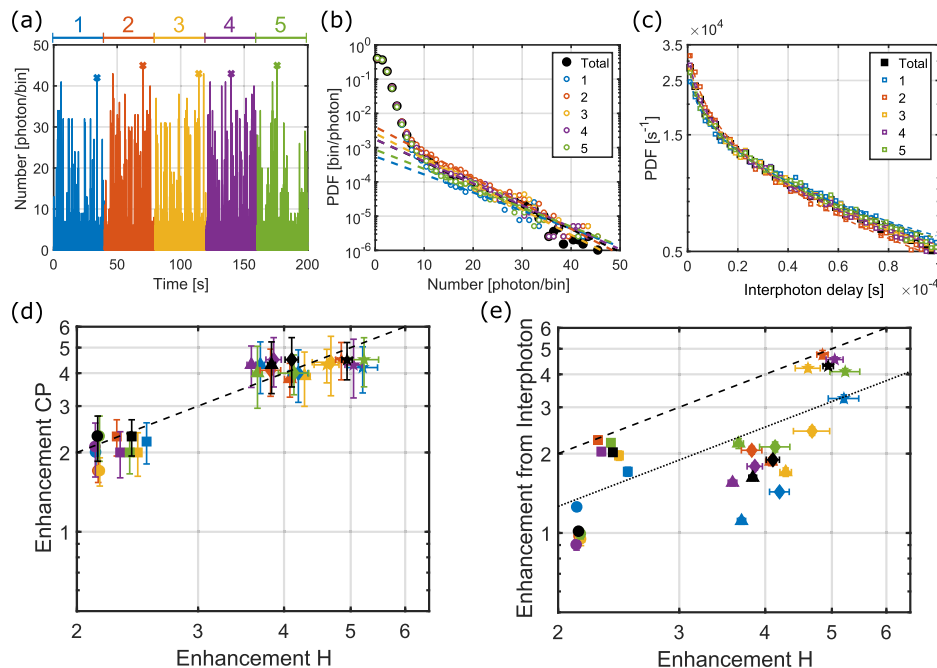 (a)
1 2 3 4 5
50
40
30
20
10
0
Number [photon/bin]
0 50 100 150 200
Time [s]
(b)
10^0
10^-1
10^-2
10^-3
10^-4
10^-5
10^-6
PDF [bin/photon]
Total
1
2
3
4
5
0 10 20 30 40 50
Number [photon/bin]
(c)
×10^4
3.5
1.5
0.5
PDF [s^-1]
Total
1
2
3
4
5
0 0.2 0.4 0.6 0.8
×10^-4
Interphoton delay [s]
(d)
6
5
4
3
2
1
Enhancement CP
2 3 4 5 6
Enhancement H
(e)
6
5
4
3
2
1
Enhancement from Interphoton
2 3 4 5 6
Enhancement H